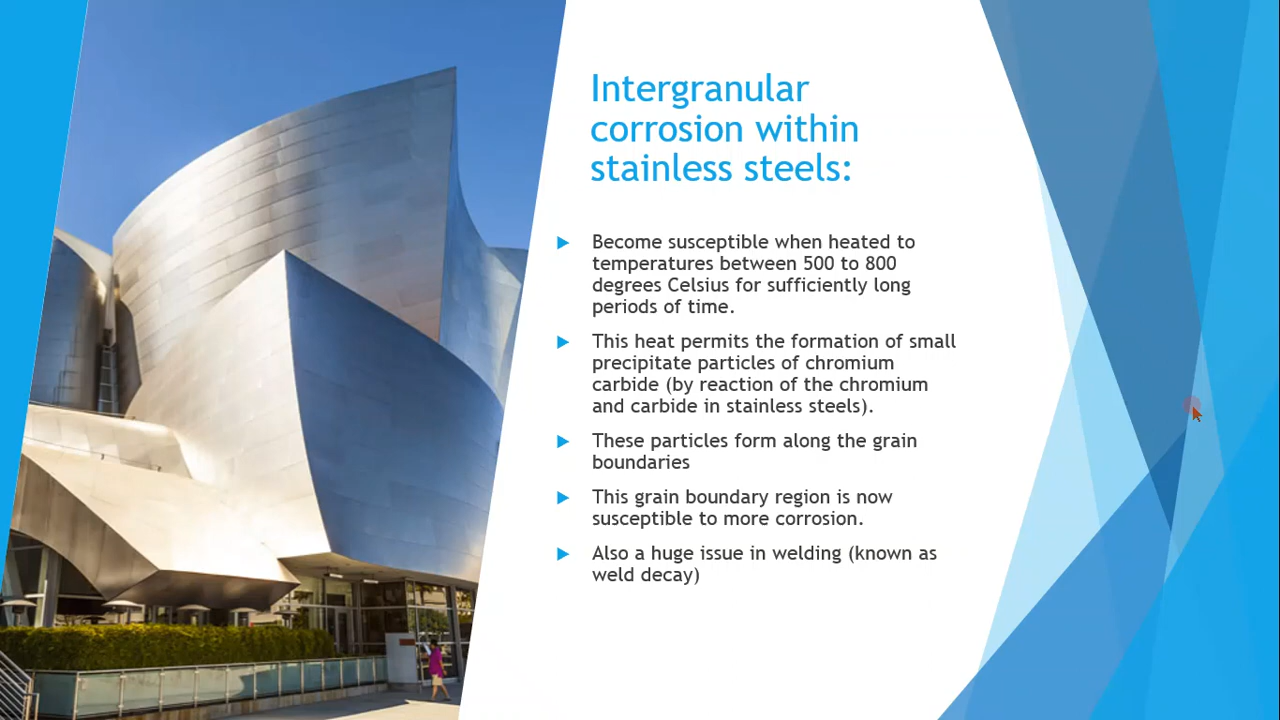 Intergranular
corrosion within
stainless steels:
Become susceptible when heated to
temperatures between 500 to 800
degrees Celsius for sufficiently long
periods of time.
This heat permits the formation of small
precipitate particles of chromium
carbide (by reaction of the chromium
and carbide in stainless steels).
These particles form along the grain
boundaries
This grain boundary region is now
susceptible to more corrosion.
Also a huge issue in welding (known as
weld decay)